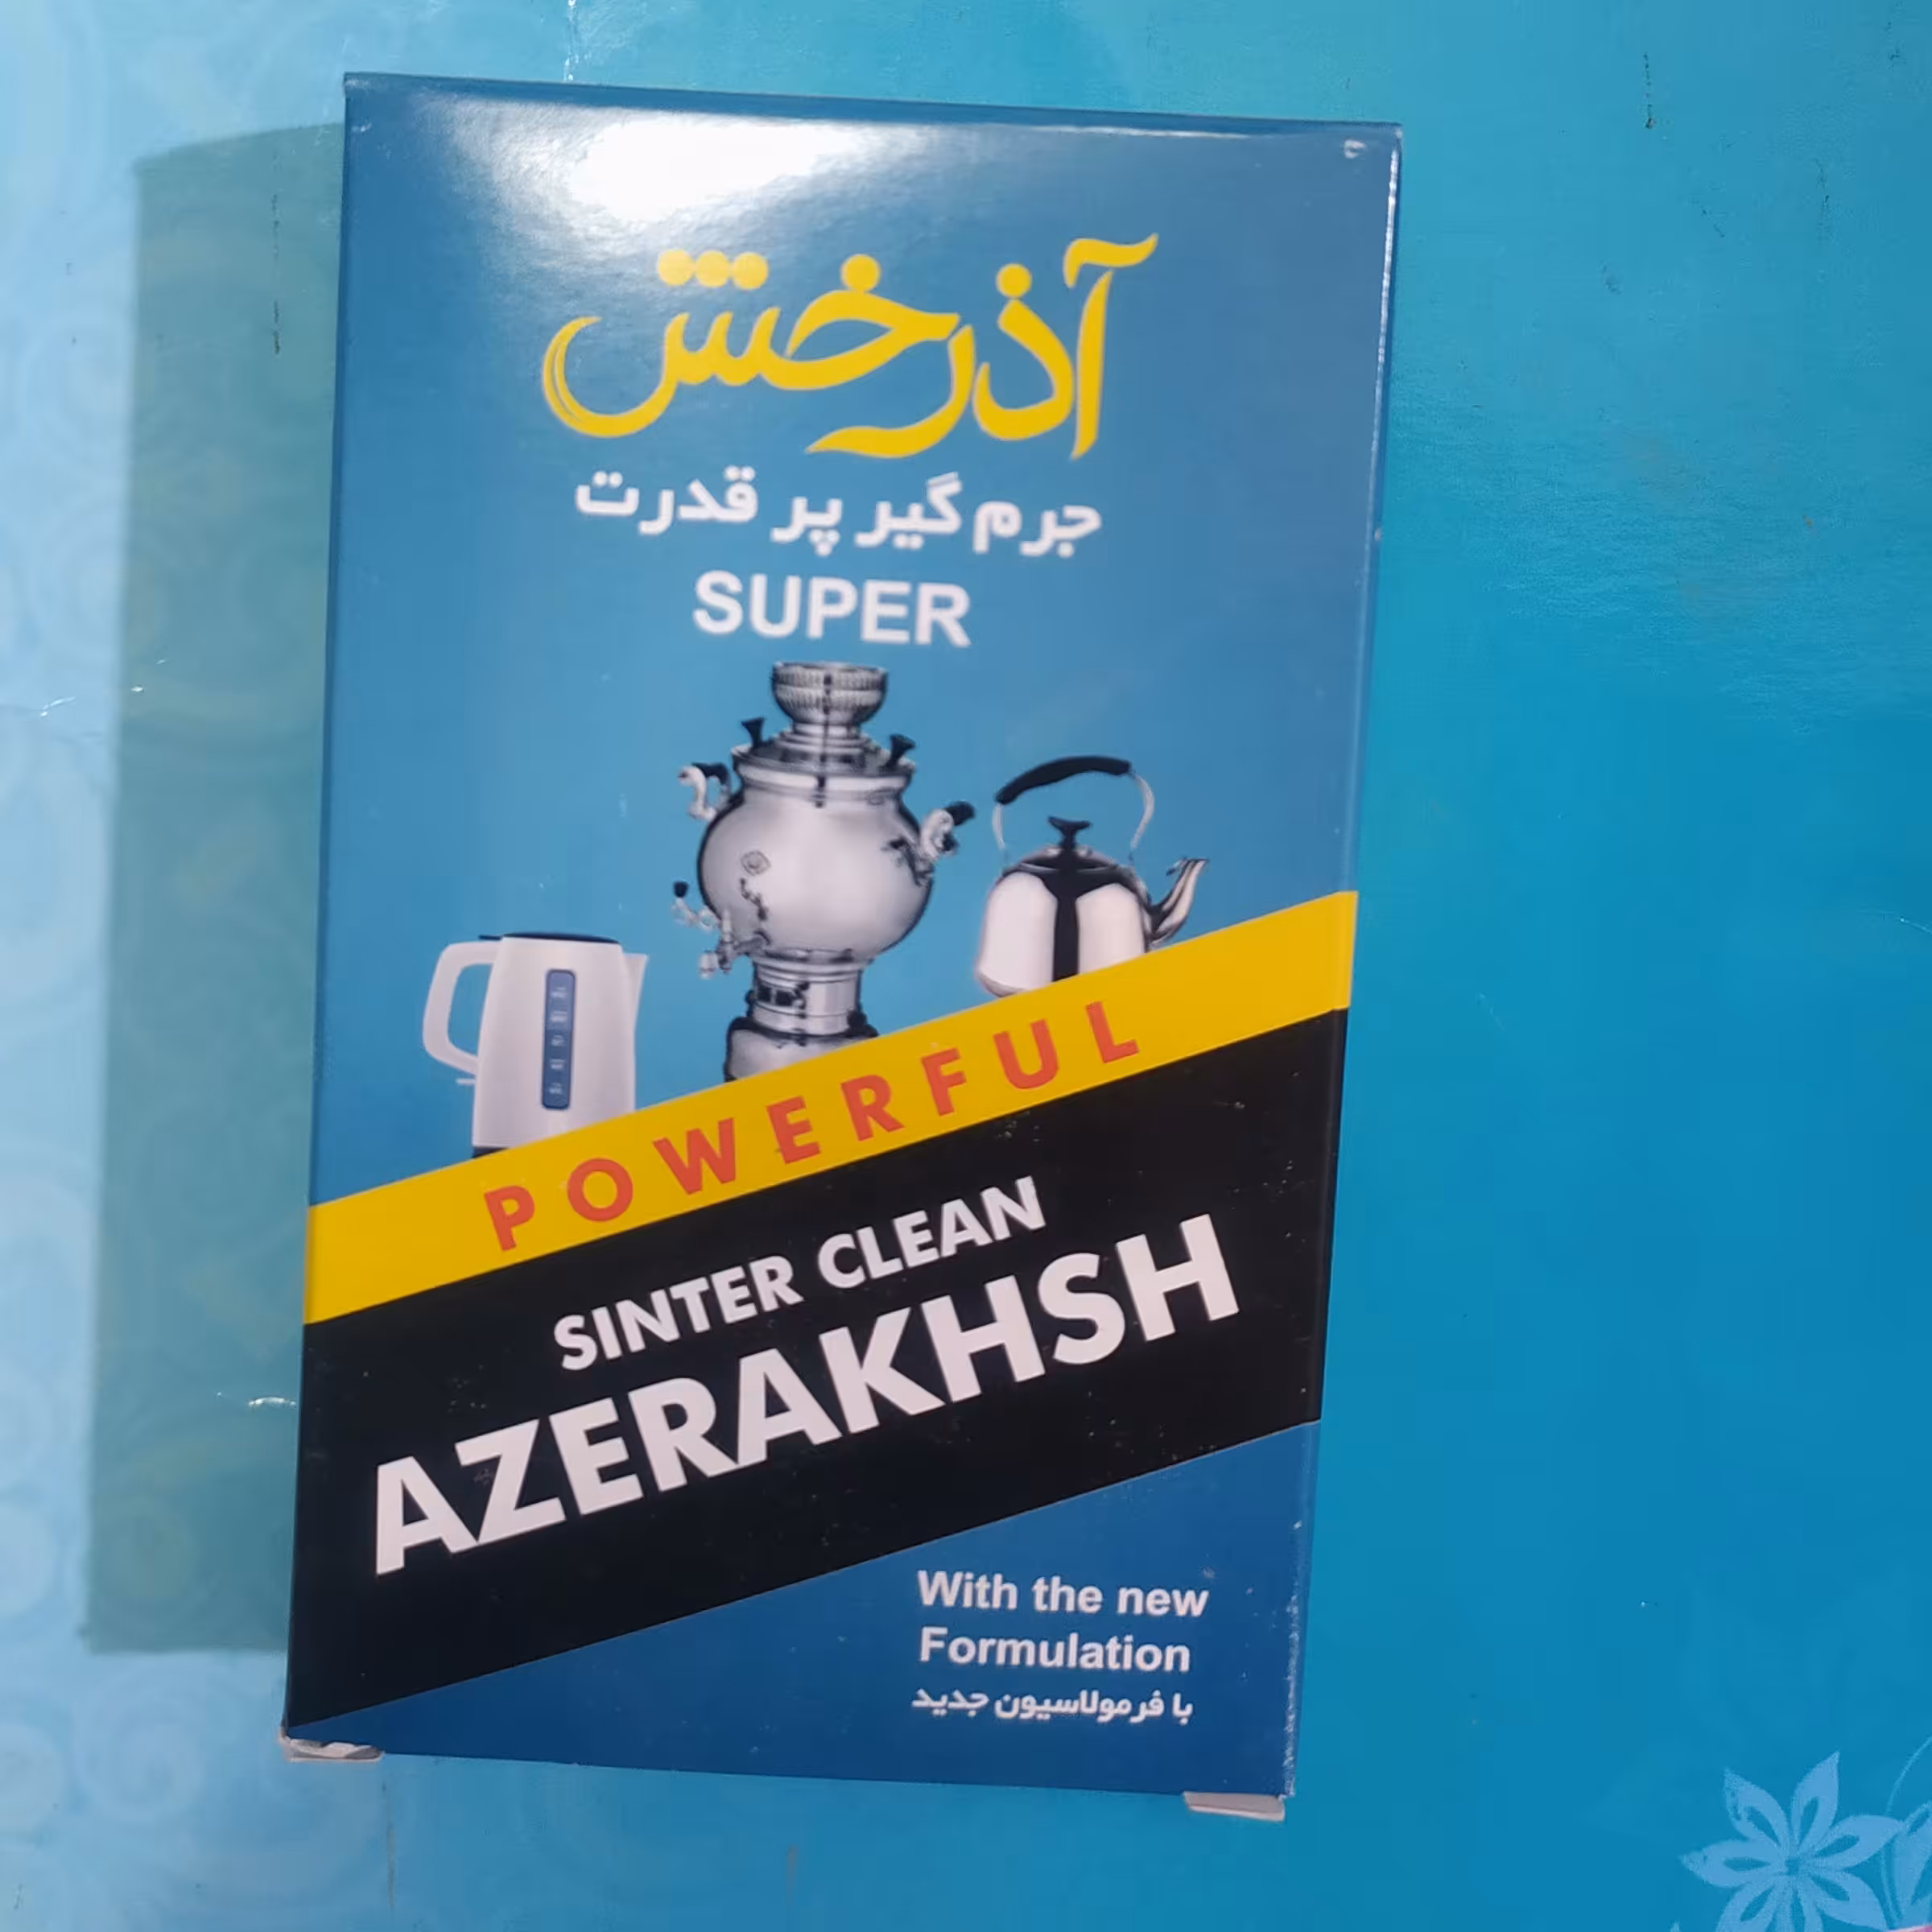 آذرخش
جرم گیر پر قدرت
SUPER
POWERFUL
SINTER CLEAN
AZERAKHSH
With the new
Formulation
با فرمولاسیون جدید